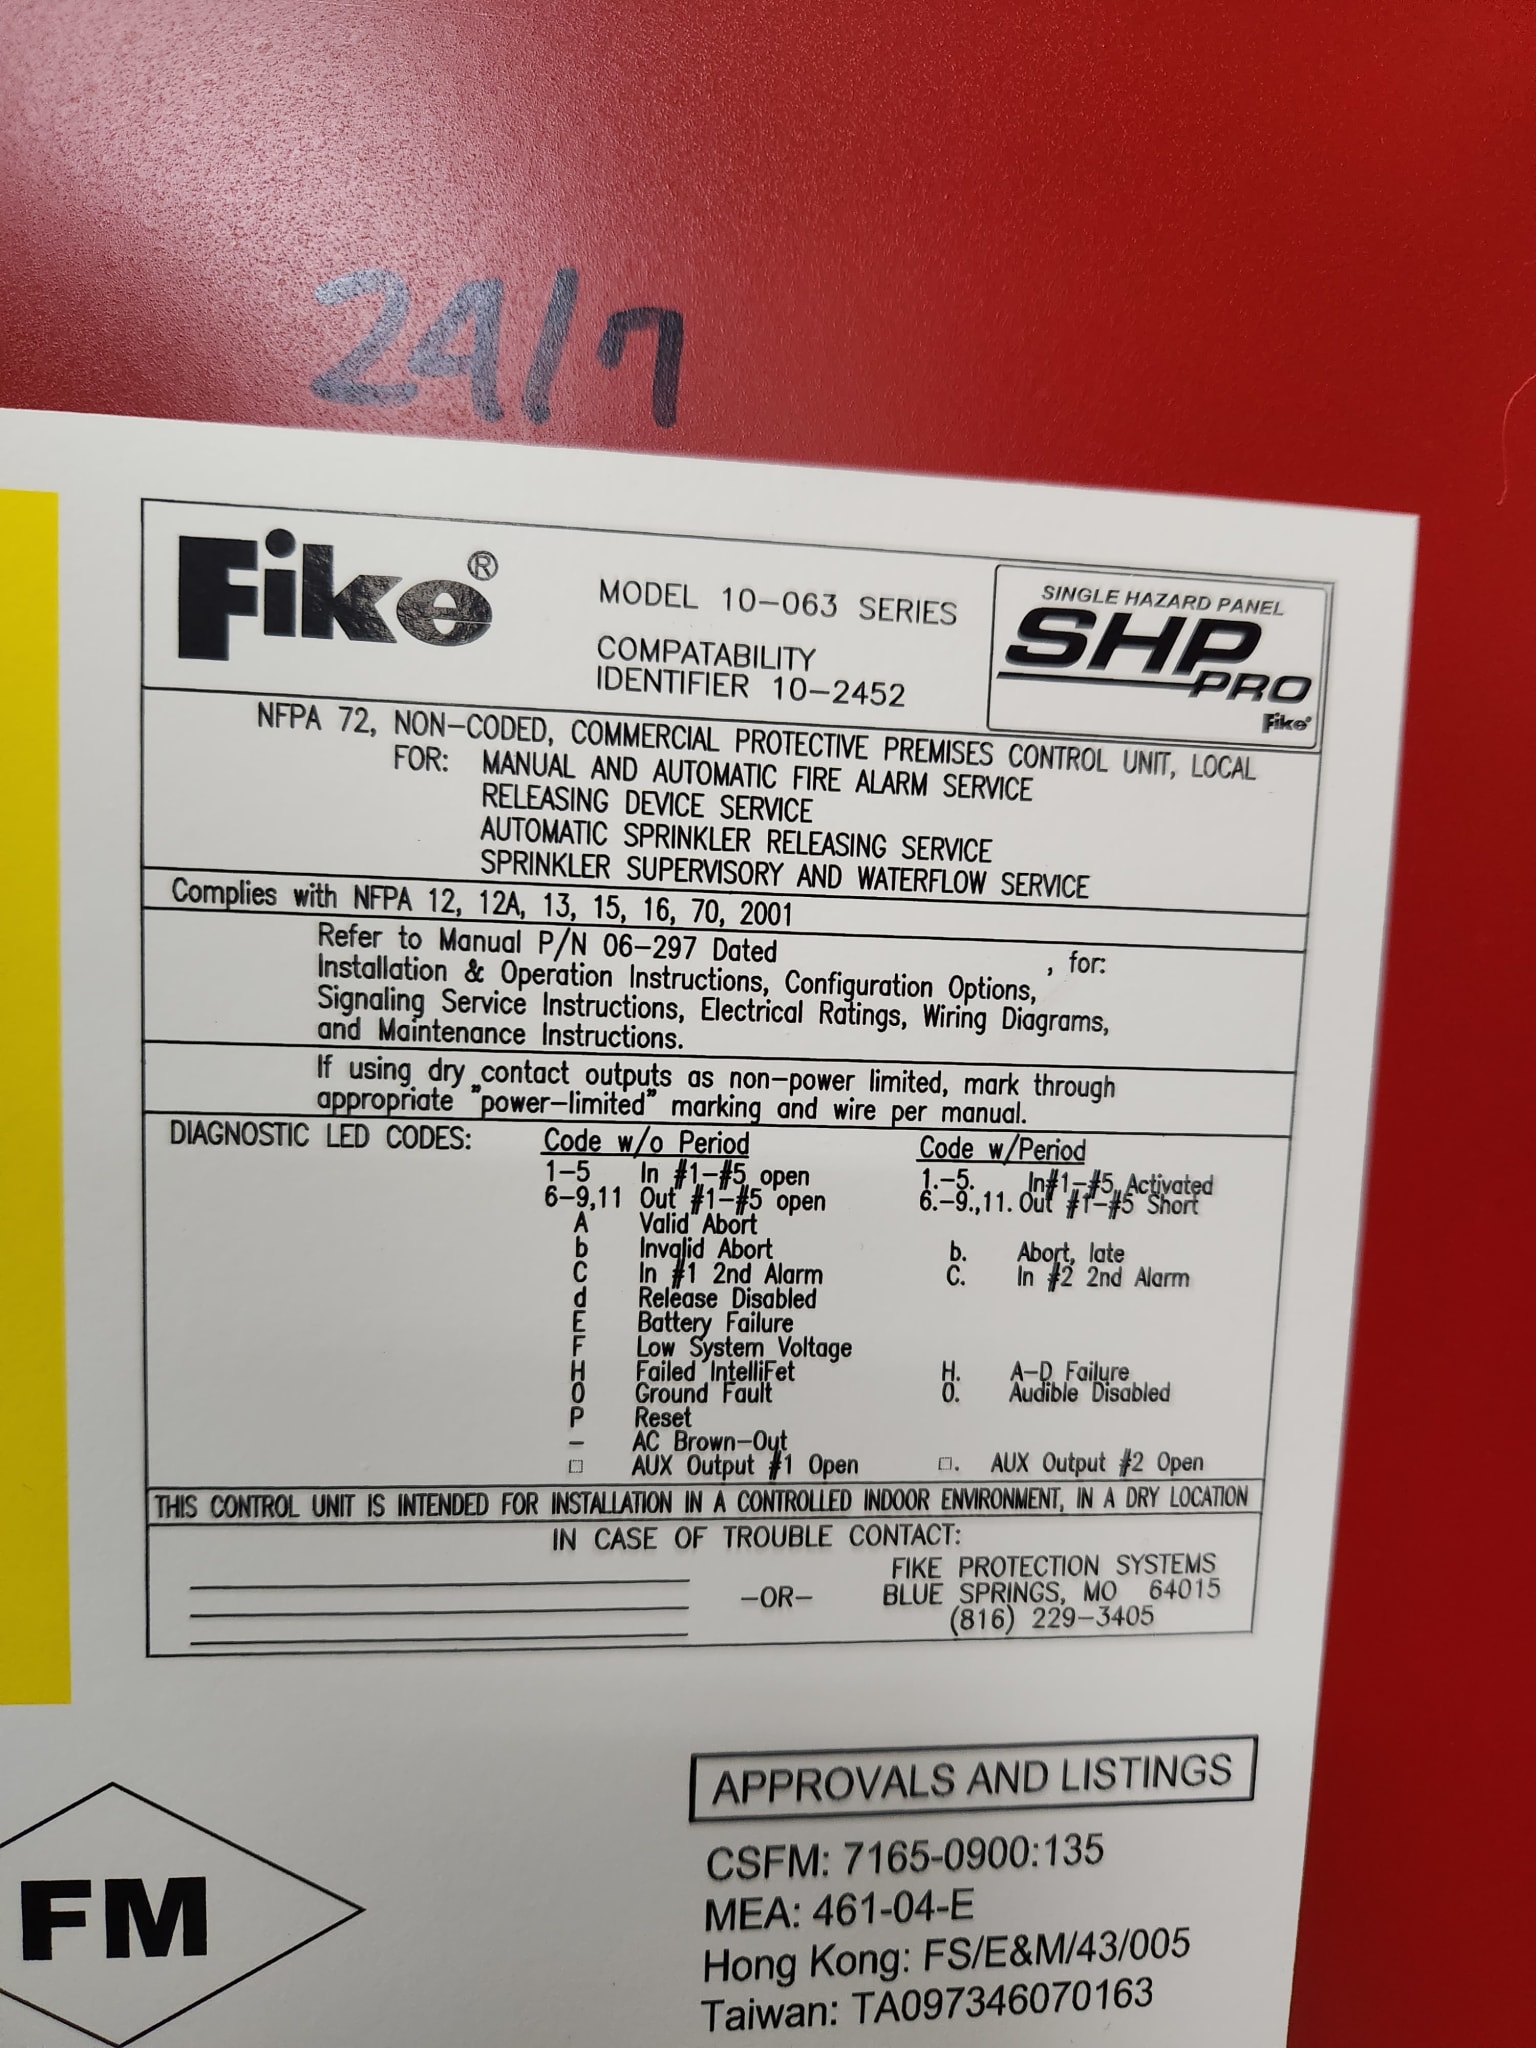 24/7
Fike®
MODEL 10-063 SERIES
COMPATABILITY
IDENTIFIER 10-2452
SINGLE HAZARD PANEL
SHP
PRO
Fike®
NFPA 72, NON-CODED, COMMERCIAL PROTECTIVE PREMISES CONTROL UNIT, LOCAL
FOR: MANUAL AND AUTOMATIC FIRE ALARM SERVICE
RELEASING DEVICE SERVICE
AUTOMATIC SPRINKLER RELEASING SERVICE
SPRINKLER SUPERVISORY AND WATERFLOW SERVICE
Complies with NFPA 12, 12A, 13, 15, 16, 70, 2001
Refer to Manual P/N 06-297 Dated , for:
Installation & Operation Instructions, Configuration Options,
Signaling Service Instructions, Electrical Ratings, Wiring Diagrams,
and Maintenance Instructions.
If using dry contact outputs as non-power limited, mark through
appropriate "power-limited" marking and wire per manual.
DIAGNOSTIC LED CODES: Code w/o Period Code w/Period
1-5 In #1-#5 open 1.-5. In#1-#5 Activated
6-9,11 Out #1-#5 open 6.-9.,11. Out #1-#5 Short
A Valid Abort
b Invalid Abort b. Abort, late
C In #1 2nd Alarm C. In #2 2nd Alarm
d Release Disabled
E Battery Failure
F Low System Voltage
H Failed IntelliFet H. A-D Failure
0 Ground Fault 0. Audible Disabled
P Reset
- AC Brown-Out
□ AUX Output #1 Open □. AUX Output #2 Open
THIS CONTROL UNIT IS INTENDED FOR INSTALLATION IN A CONTROLLED INDOOR ENVIRONMENT, IN A DRY LOCATION
IN CASE OF TROUBLE CONTACT:
-OR-
FIKE PROTECTION SYSTEMS
BLUE SPRINGS, MO 64015
(816) 229-3405
FM
APPROVALS AND LISTINGS
CSFM: 7165-0900:135
MEA: 461-04-E
Hong Kong: FS/E&M/43/005
Taiwan: TA097346070163